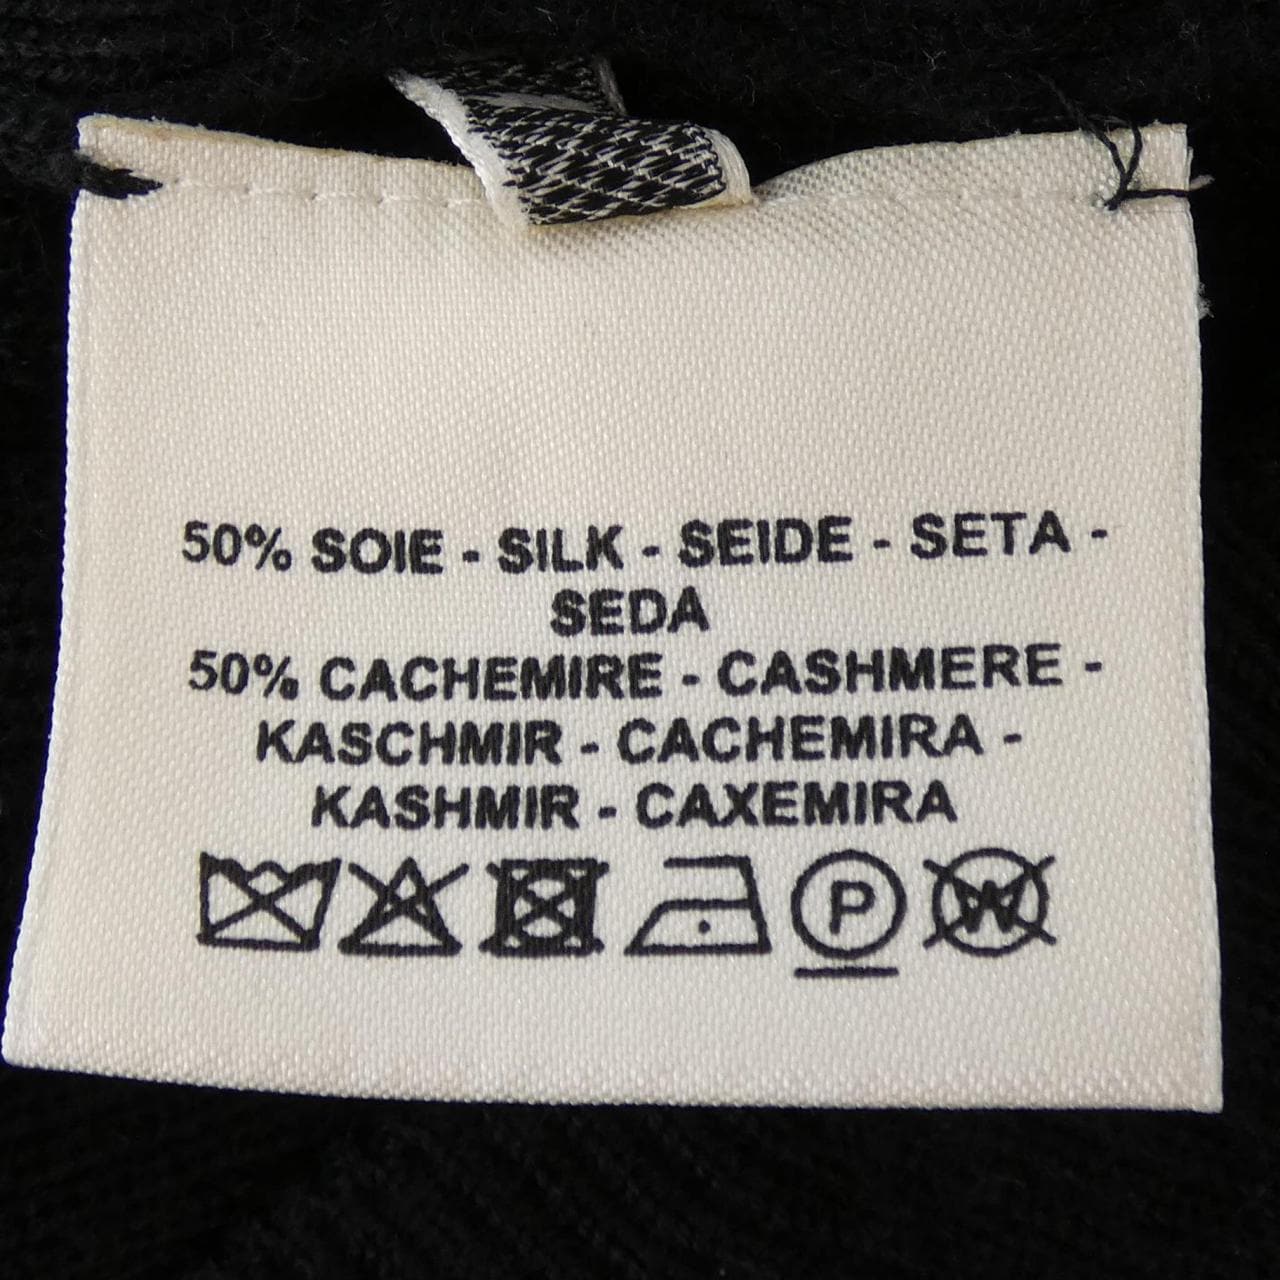 50% SOIE - SILK - SEIDE - SETA -
SEDA
50% CACHEMIRE - CASHMERE -
KASCHMIR - CACHEMIRA -
KASHMIR - CAXEMIRA
P W